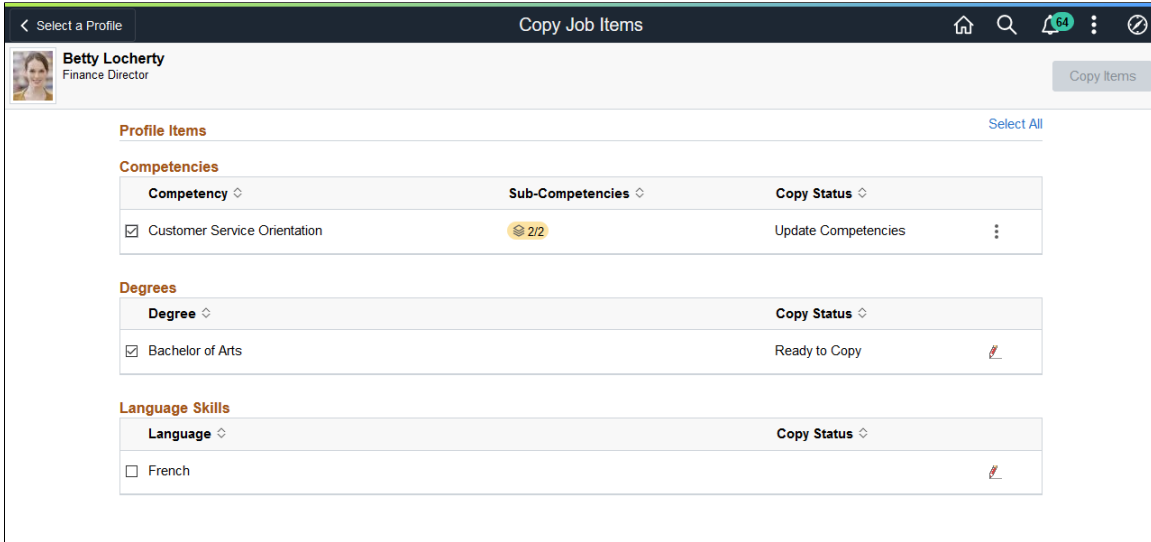 Select a Profile Copy Job Items 64
Betty Locherty
Finance Director
Copy Items
Profile Items Select All
Competencies
Competency Sub-Competencies Copy Status
Customer Service Orientation 2/2 Update Competencies
Degrees
Degree Copy Status
Bachelor of Arts Ready to Copy
Language Skills
Language Copy Status
French